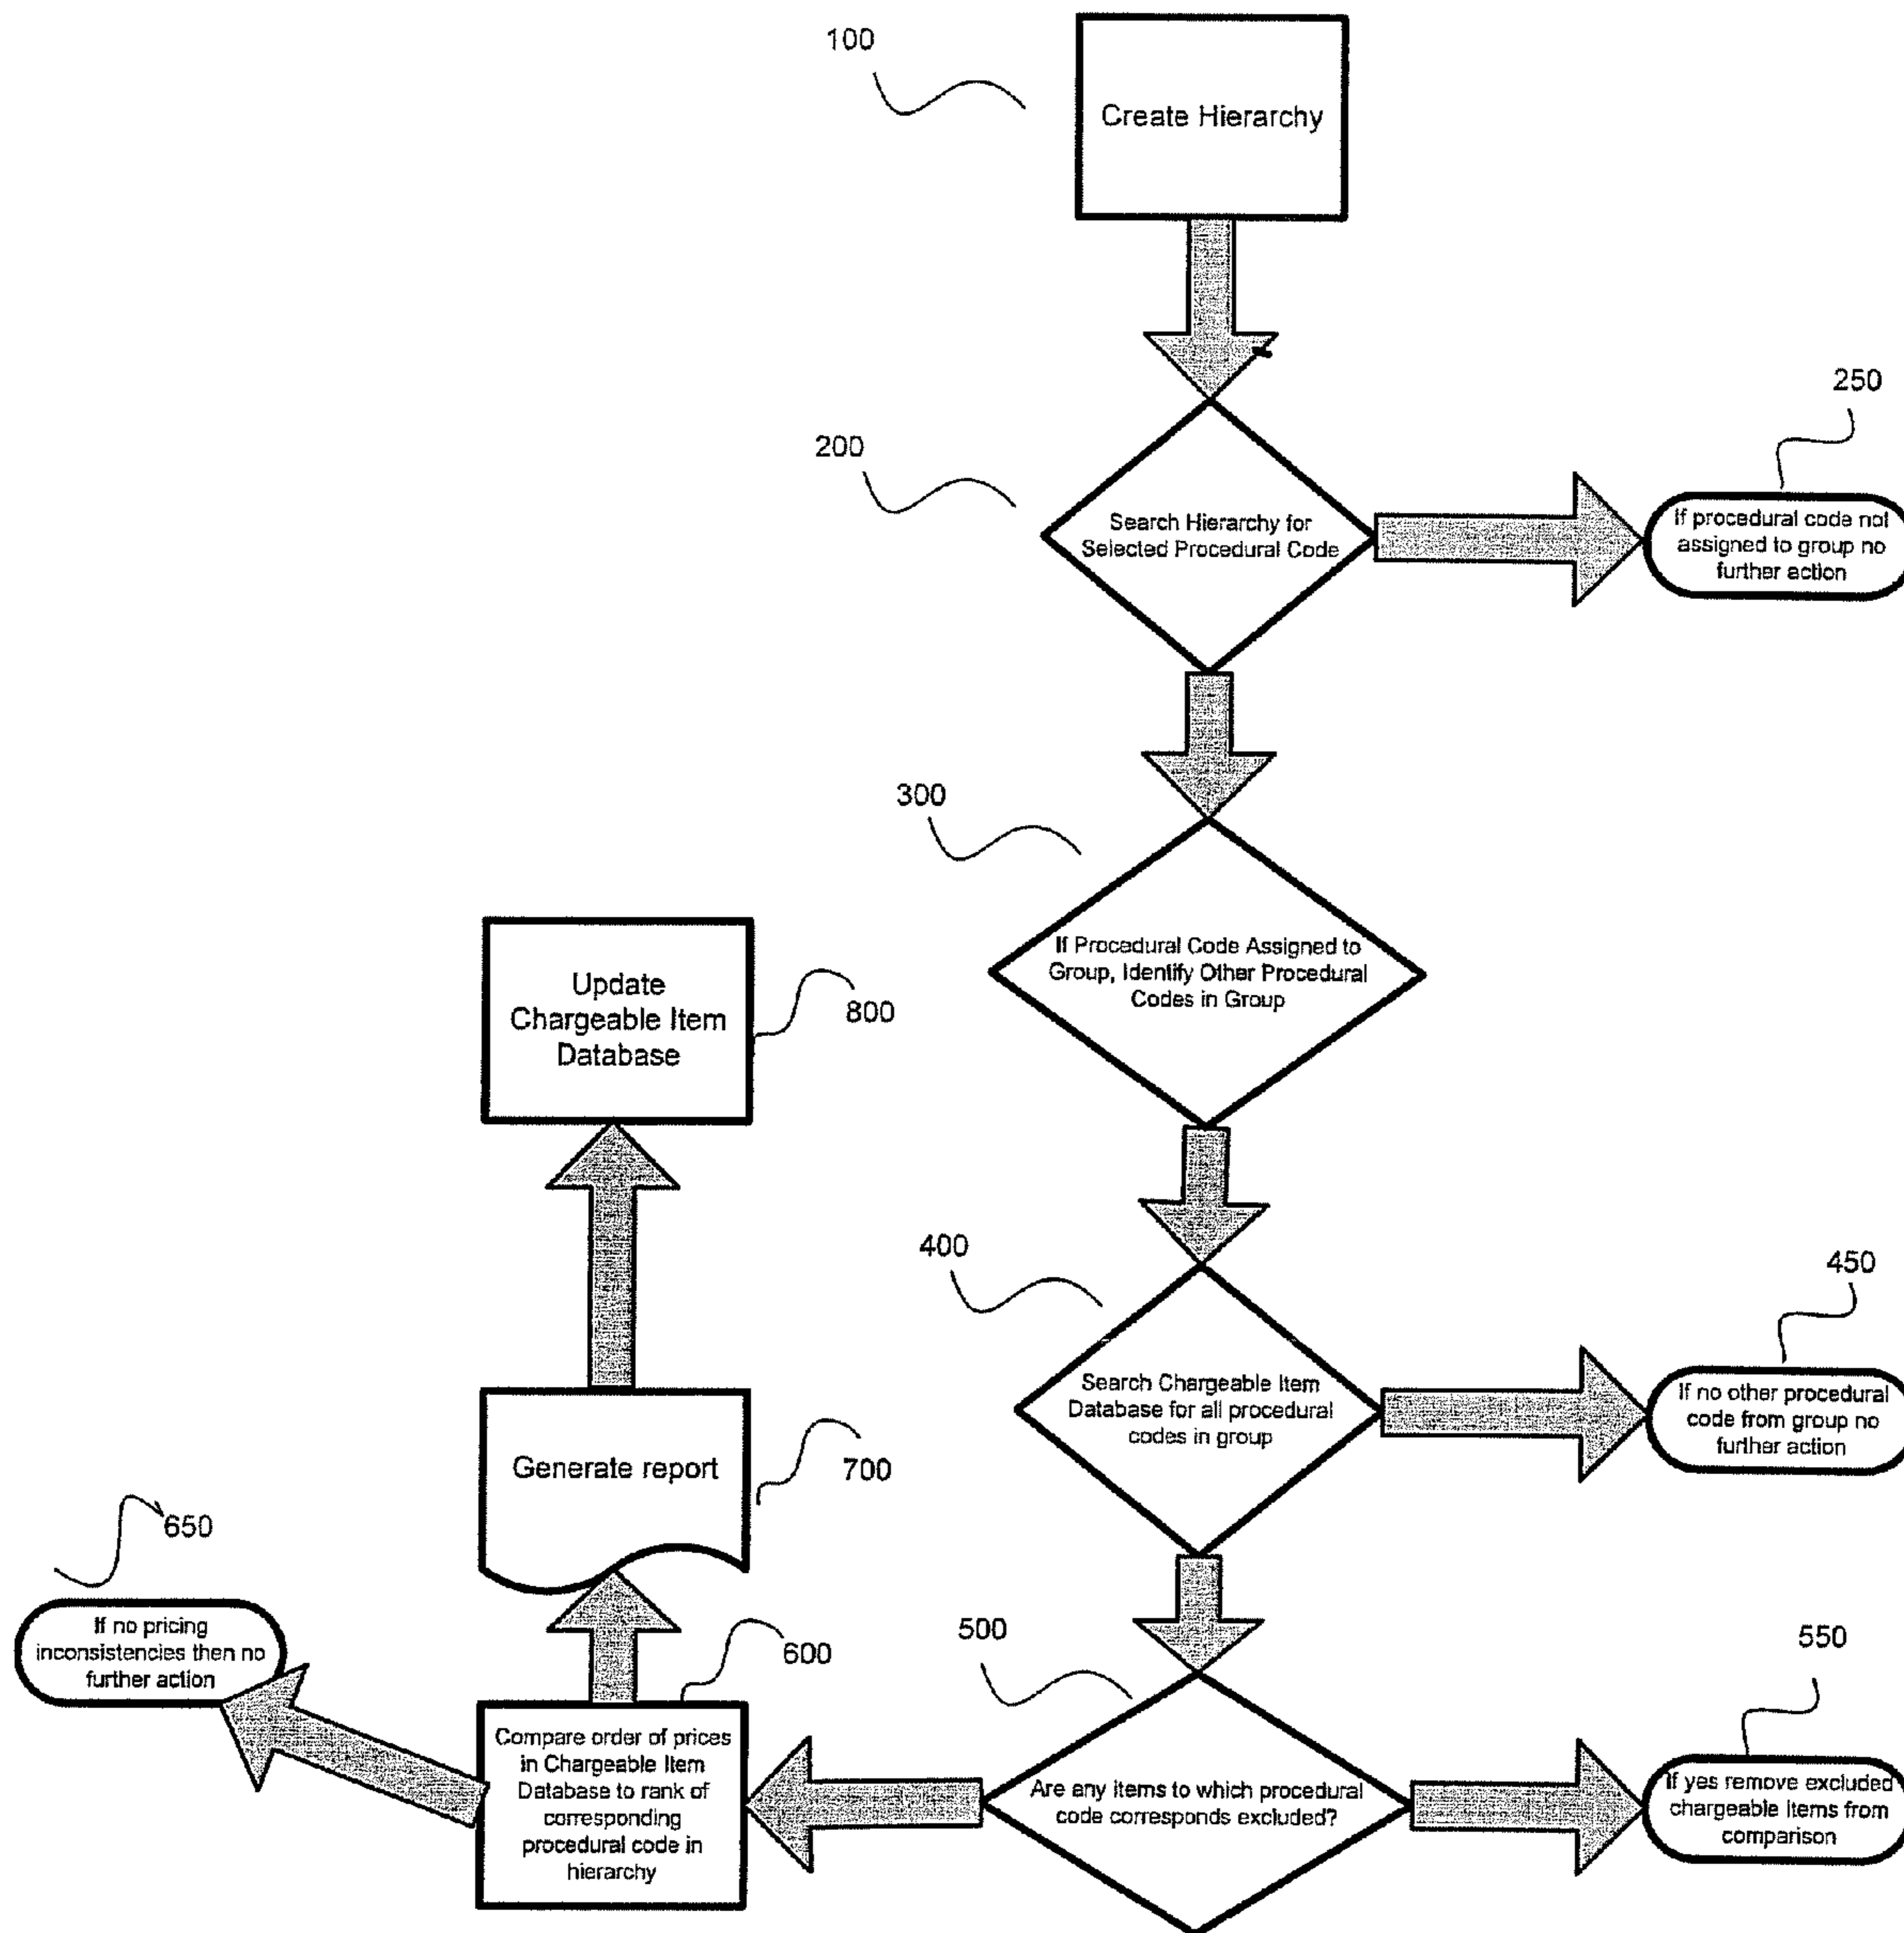 100
Create Hierarchy
200
Search Hierarchy for
Selected Procedural Code
250
If procedural code not
assigned to group no
further action
300
If Procedural Code Assigned to
Group, Identify Other Procedural
Codes in Group
400
Search Chargeable Item
Database for all procedural
codes in group
450
If no other procedural
code from group no
further action
500
Are any items to which procedural
code corresponds excluded?
550
If yes remove excluded
chargeable items from
comparison
600
Compare order of prices
in Chargeable Item
Database to rank of
corresponding
procedural code in
hierarchy
650
If no pricing
inconsistencies then no
further action
700
Generate report
800
Update
Chargeable Item
Database